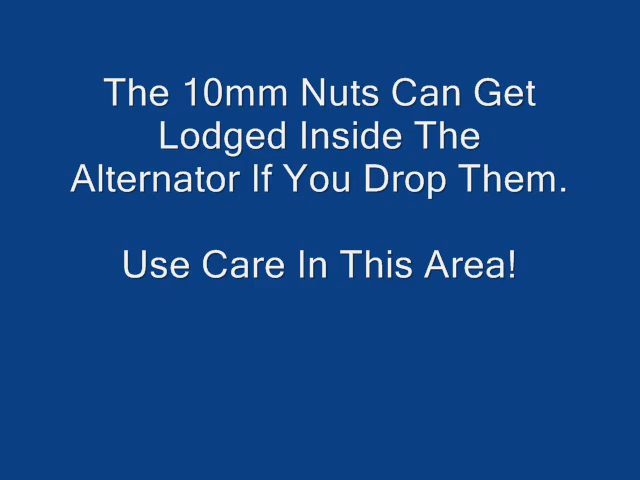 The 10mm Nuts Can Get
Lodged Inside The
Alternator If You Drop Them.
Use Care In This Area!